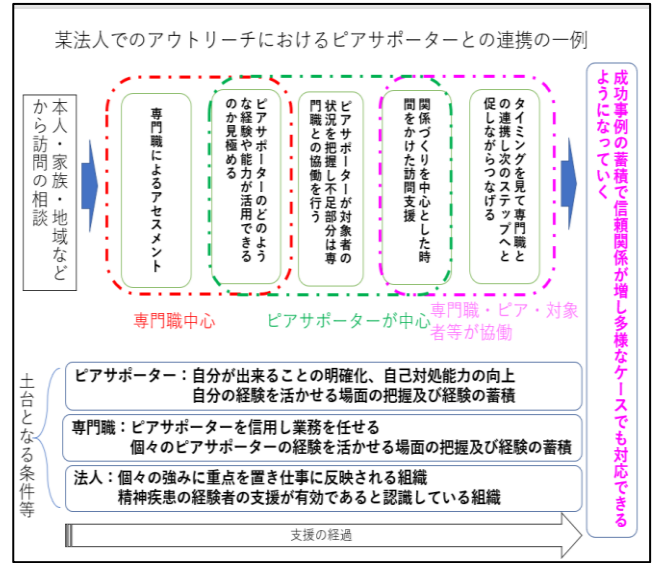 某法人でのアウトリーチにおけるピアサポーターとの連携の一例
本人・家族・地域など
から訪問の相談
専門職によるアセスメント
ピアサポーターのどのよう
な経験や能力が活用できる
のか見極める
ピアサポーターが対象者の
状況を把握し不足部分は専
門職との協働を行う
関係づくりを中心とした時
間をかけた訪問支援
タイミングを見て専門職と
の連携し次のステップへと
促しながらつなげる
成功事例の蓄積で信頼関係が増し多様なケースでも対応できる
ようになっていく
専門職中心
ピアサポーターが中心
専門職・ピア・対象
者等が協働
土台となる条件等
ピアサポーター：自分が出来ることの明確化、自己対処能力の向上
自分の経験を活かせる場面の把握及び経験の蓄積
専門職：ピアサポーターを信用し業務を任せる
個々のピアサポーターの経験を活かせる場面の把握及び経験の蓄積
法人：個々の強みに重点を置き仕事に反映される組織
精神疾患の経験者の支援が有効であると認識している組織
支援の経過